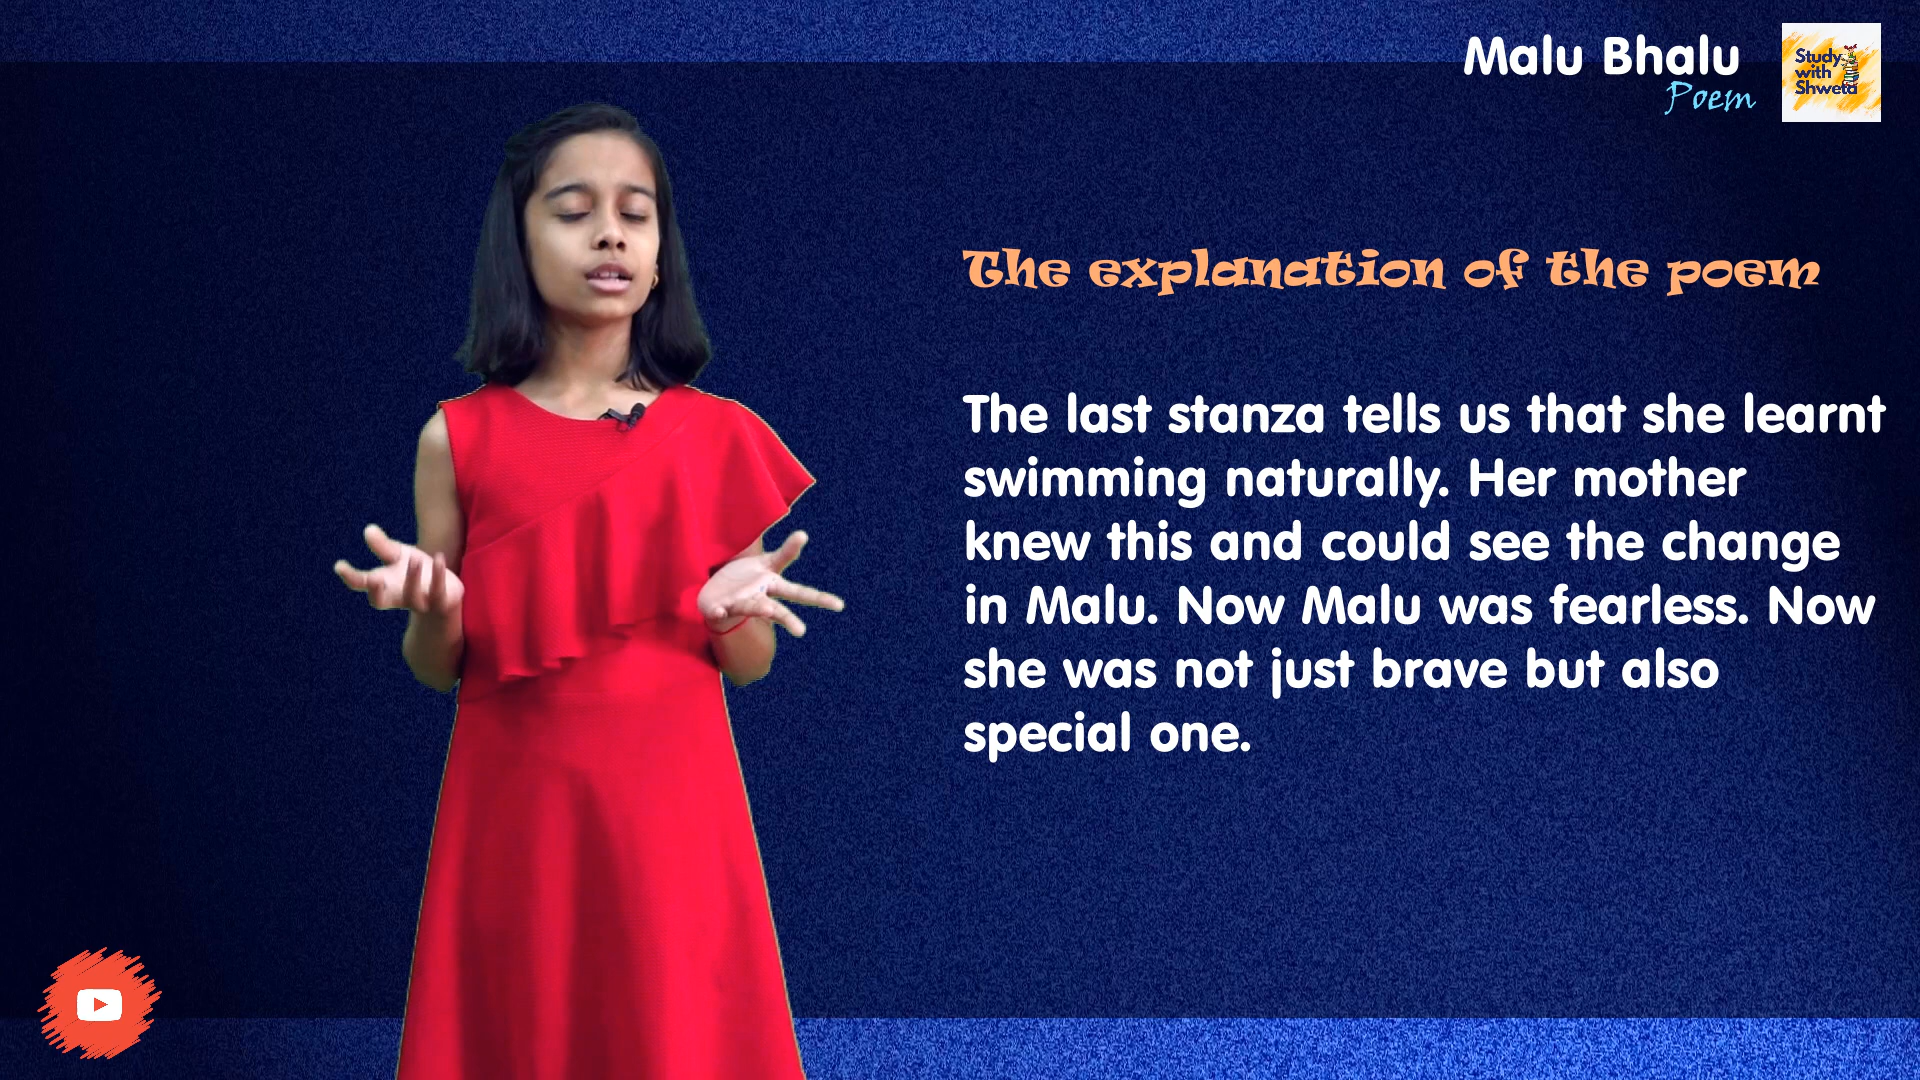 Malu Bhalu
Poem
Study
with
Shweta
The explanation of the poem
The last stanza tells us that she learnt
swimming naturally. Her mother
knew this and could see the change
in Malu. Now Malu was fearless. Now
she was not just brave but also
special one.